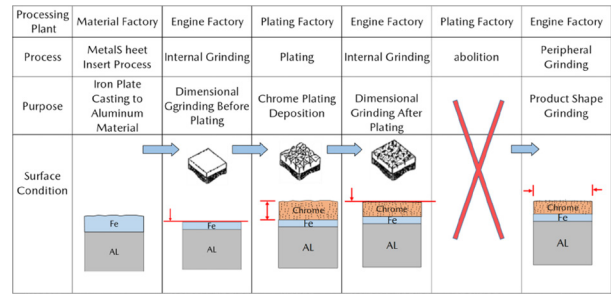 Processing Plant
Material Factory
Engine Factory
Plating Factory
Engine Factory
Plating Factory
Engine Factory
Process
MetalS heet
Insert Process
Internal Grinding
Plating
Internal Grinding
abolition
Peripheral
Grinding
Purpose
Iron Plate
Casting to
Aluminum
Material
Dimensional
Ggrinding Before
Plating
Chrome Plating
Deposition
Dimensional
Grinding After
Plating
Product Shape
Grinding
Surface
Condition
Fe
AL
Fe
AL
Chrome
Fe
AL
Chrome
Fe
AL
Chrome
Fe
AL